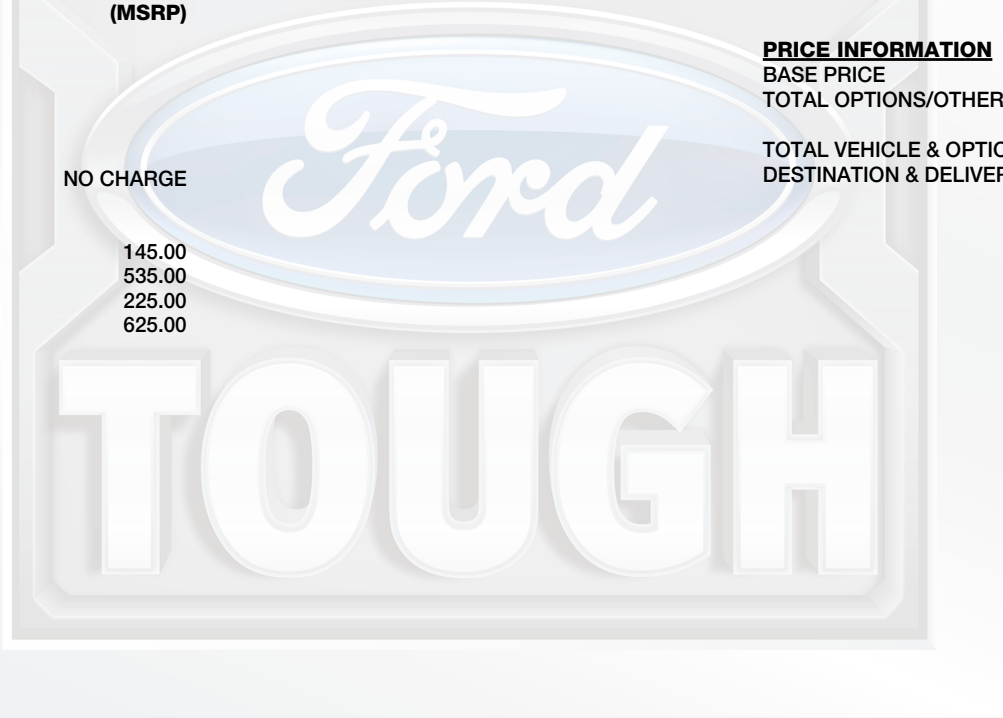 (MSRP)
NO CHARGE
145.00
535.00
225.00
625.00
PRICE INFORMATION
BASE PRICE
TOTAL OPTIONS/OTHER
TOTAL VEHICLE & OPTIO
DESTINATION & DELIVER
Ford
TOUGH